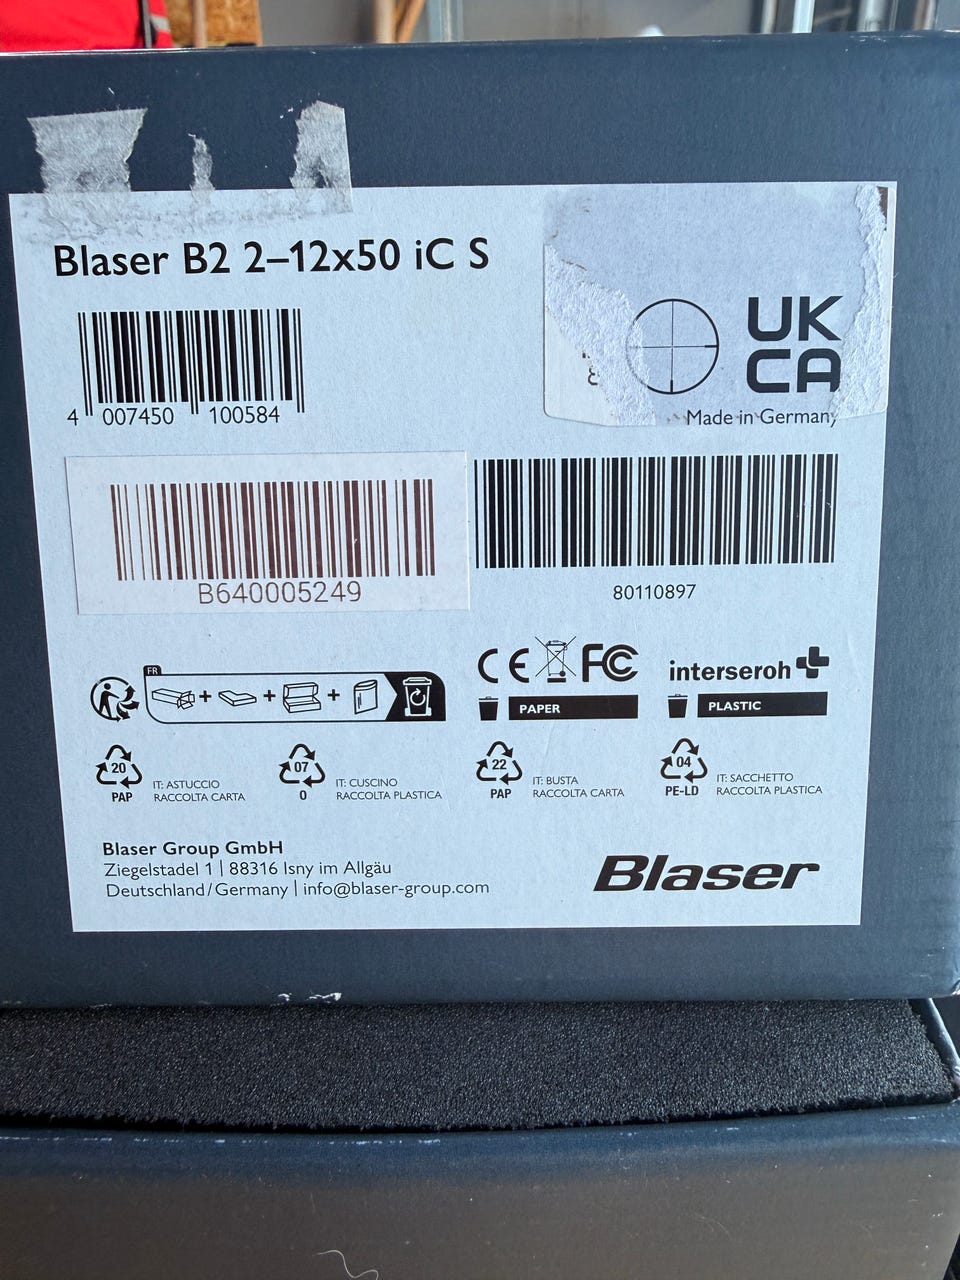 Blaser B2 2–12x50 iC S
UK
CA
Made in Germany
4 007450 100584
B640005249
80110897
FR
CE FC
interseroh
PAPER
PLASTIC
20
PAP
IT: ASTUCCIO
RACCOLTA CARTA
07
0
IT: CUSCINO
RACCOLTA PLASTICA
22
PAP
IT: BUSTA
RACCOLTA CARTA
04
PE-LD
IT: SACCHETTO
RACCOLTA PLASTICA
Blaser Group GmbH
Ziegelstadel 1 | 88316 Isny im Allgäu
Deutschland/Germany | info@blaser-group.com
Blaser